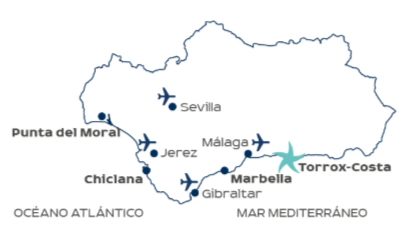 Sevilla
Punta del Moral
Málaga
Jerez
Torrox-Costa
Chiclana
Marbella
Gibraltar
OCÉANO ATLÁNTICO
MAR MEDITERRÁNEO